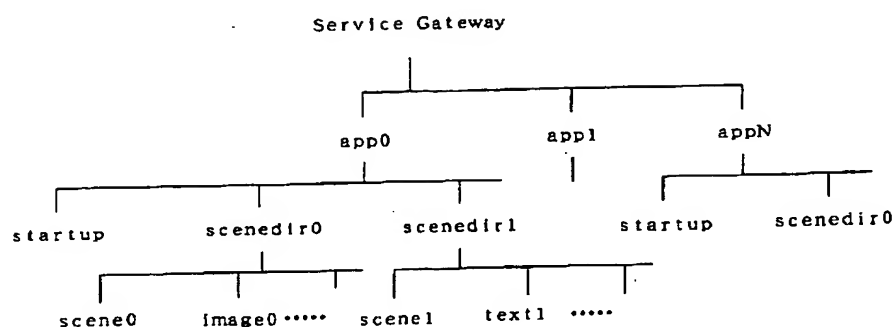 Service Gateway
app0 app1 appN
startup scenedir0 scenedir1 startup scenedir0
scene0 image0 ····· scene1 text1 ·····